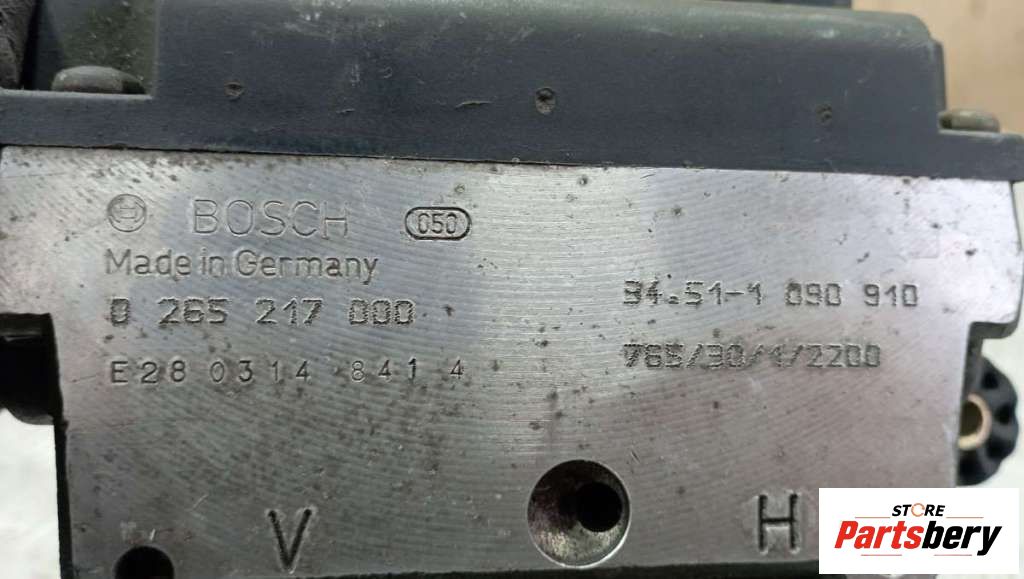 BOSCH 050
Made in Germany
0 265 217 000
34.51-1 090 910
E28 0314 841 4
765/30/1/2200
V H
STORE
Partsbery